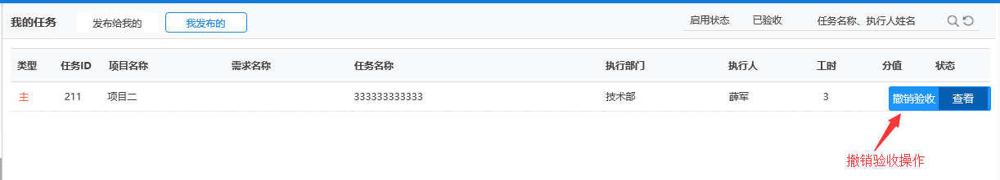 我的任务 发布给我的 我发布的 启用状态 已验收 任务名称、执行人姓名
类型 任务ID 项目名称 需求名称 任务名称 执行部门 执行人 工时 分值 状态
主 211 项目二 333333333333 技术部 薛军 3 撤销验收 查看
撤销验收操作